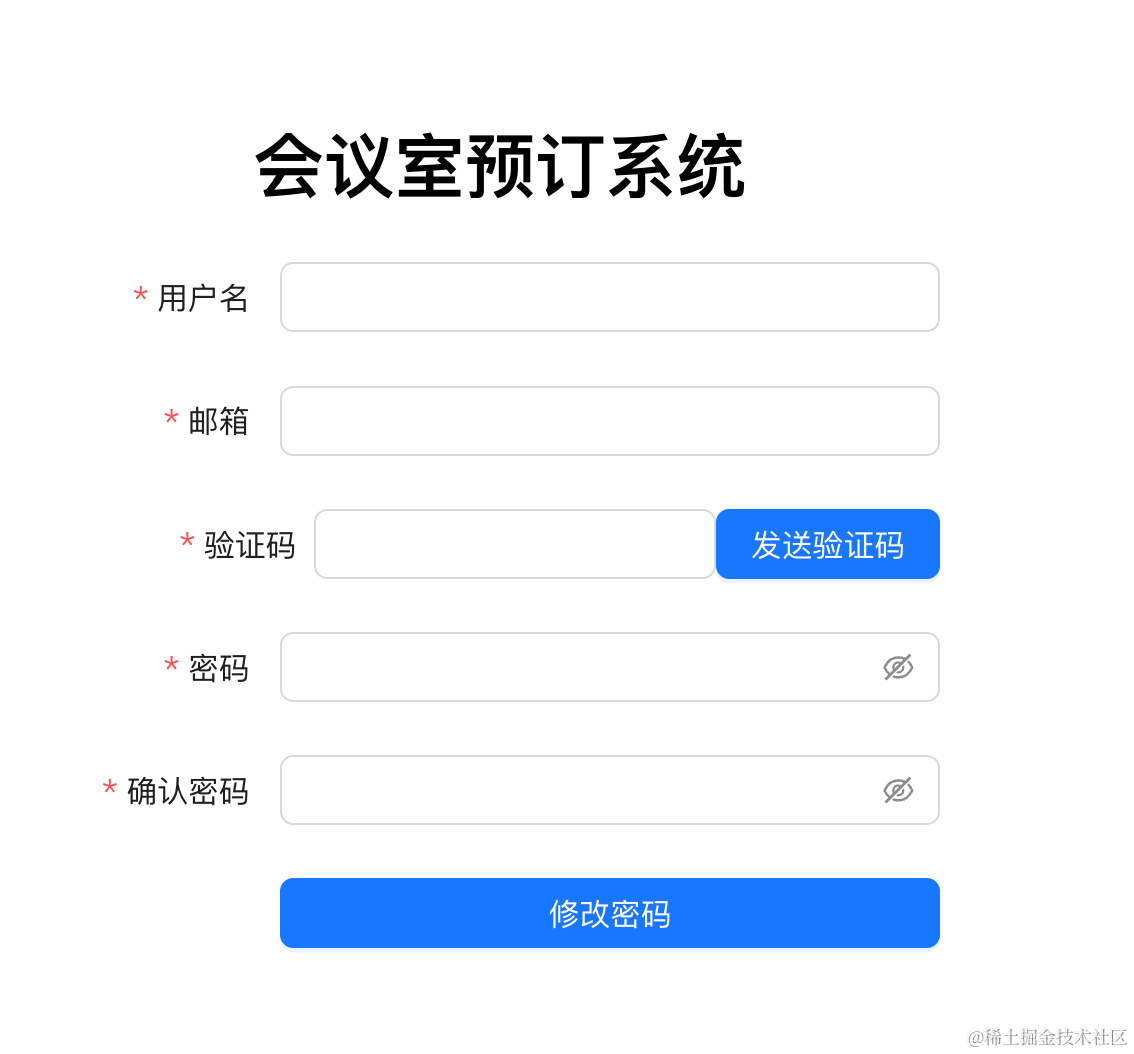 会议室预订系统
* 用户名
* 邮箱
* 验证码 发送验证码
* 密码
* 确认密码
修改密码
@稀土掘金技术社区